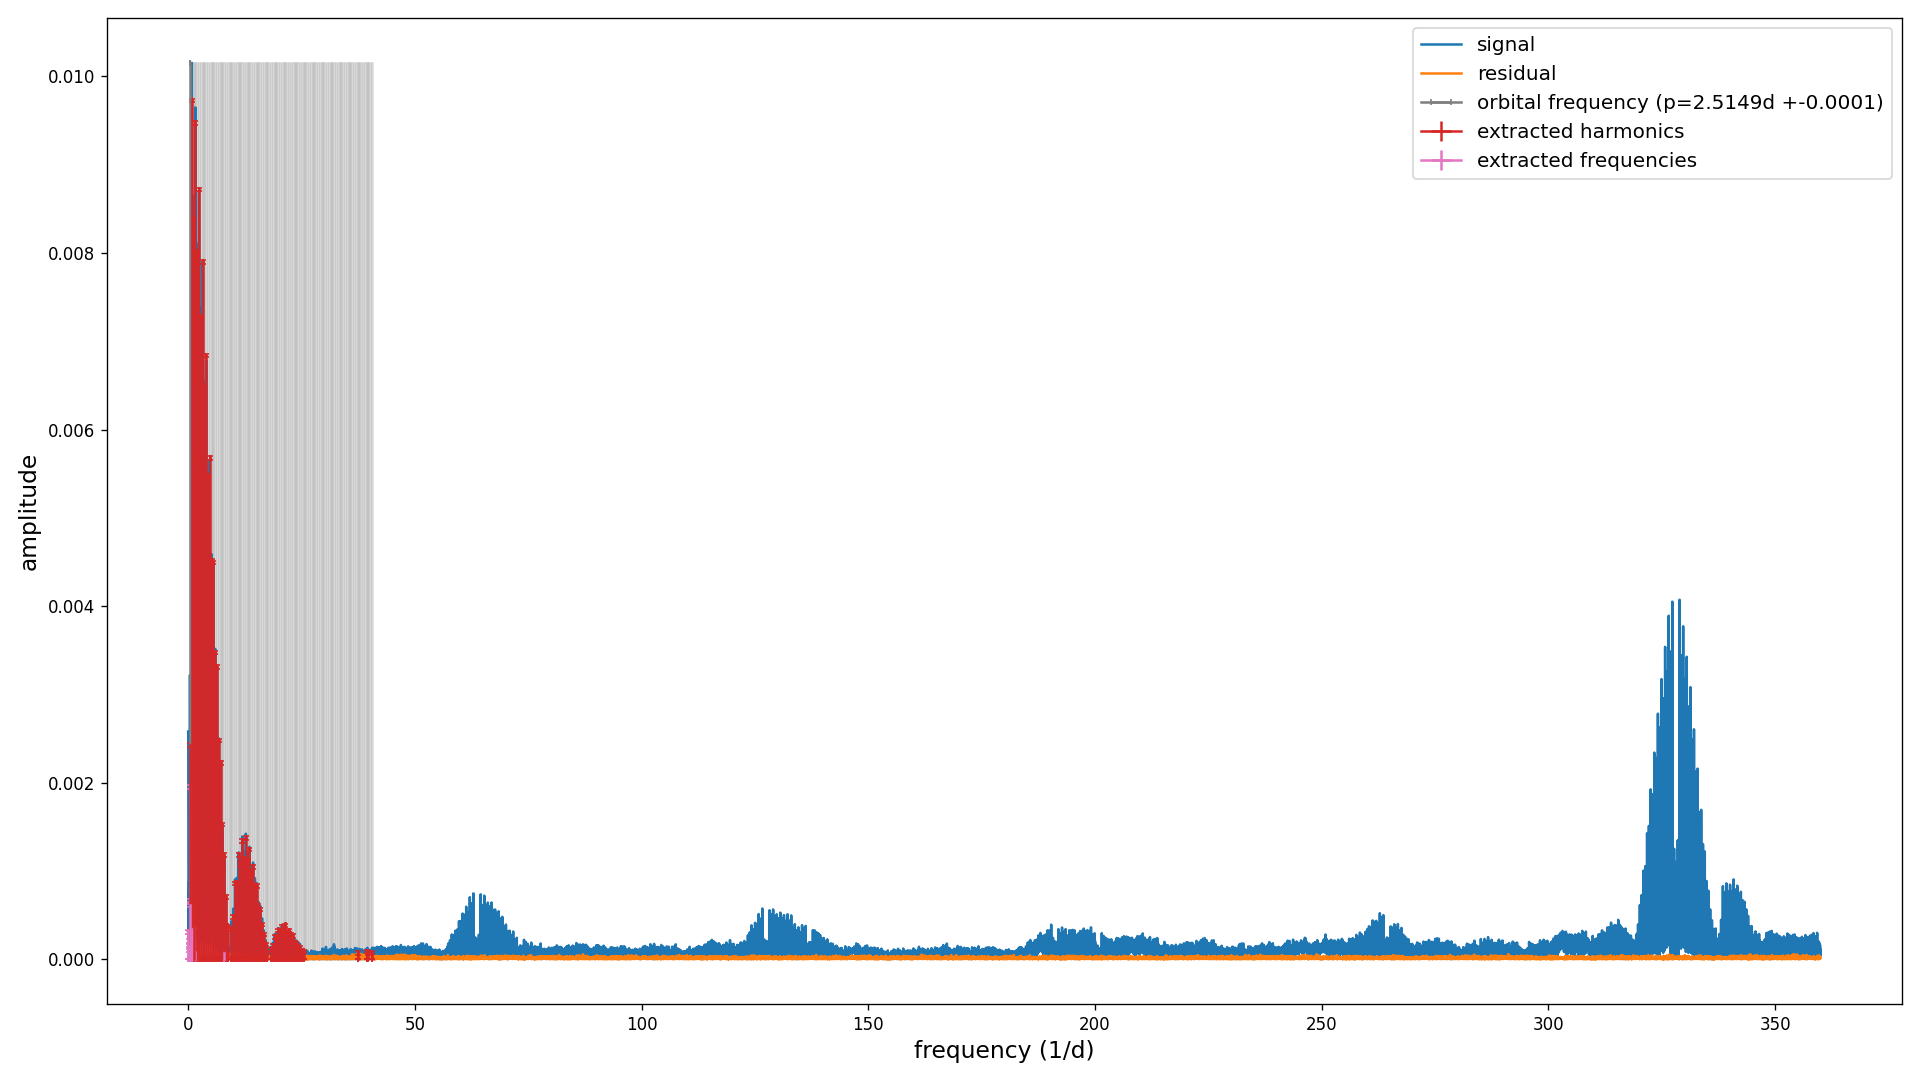 signal
residual
orbital frequency (p=2.5149d +-0.0001)
extracted harmonics
extracted frequencies
0.010
0.008
0.006
0.004
0.002
0.000
amplitude
0 50 100 150 200 250 300 350
frequency (1/d)